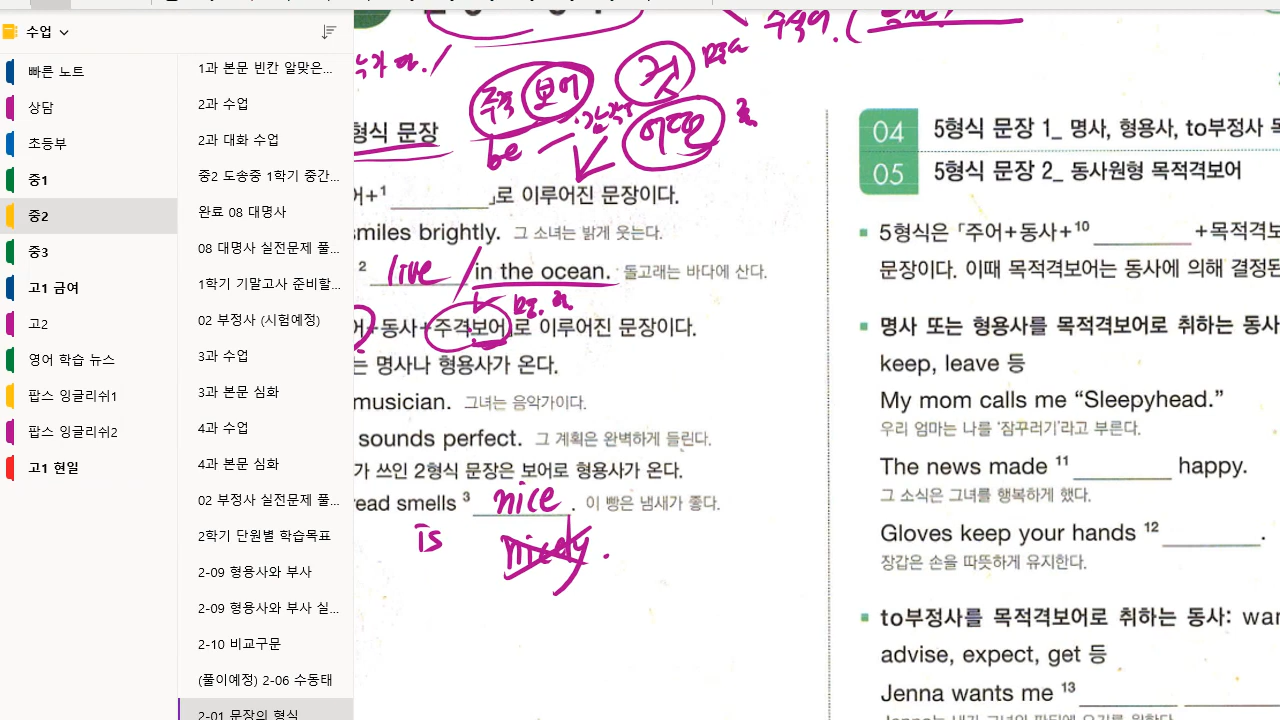 수업
빠른 노트
상담
초등부
중1
중2
중3
고1 금여
고2
영어 학습 뉴스
팝스 잉글리쉬1
팝스 잉글리쉬2
고1 현일
1과 본문 빈칸 알맞은...
2과 수업
2과 대화 수업
중2 도송중 1학기 중간...
완료 08 대명사
08 대명사 실전문제 풀...
1학기 기말고사 준비할...
02 부정사 (시험예정)
3과 수업
3과 본문 심화
4과 수업
4과 본문 심화
02 부정사 실전문제 풀...
2학기 단원별 학습목표
2-09 형용사와 부사
2-09 형용사와 부사 실...
2-10 비교구문
(풀이예정) 2-06 수동태
2-01 문장의 형식
수식어.
주격 보어
것
be
형식 문장
어+1 ________」로 이루어진 문장이다.
smiles brightly. 그 소녀는 밝게 웃는다.
2 live / in the ocean. 돌고래는 바다에 산다.
어+동사+주격보어」로 이루어진 문장이다.
는 명사나 형용사가 온다.
musician. 그녀는 음악가이다.
sounds perfect. 그 계획은 완벽하게 들린다.
가 쓰인 2형식 문장은 보어로 형용사가 온다.
read smells 3 nice . 이 빵은 냄새가 좋다.
is nicely .
04 5형식 문장 1_ 명사, 형용사, to부정사 목
05 5형식 문장 2_ 동사원형 목적격보어
5형식은 「주어+동사+10 ________ +목적격보
문장이다. 이때 목적격보어는 동사에 의해 결정된
명사 또는 형용사를 목적격보어로 취하는 동사
keep, leave 등
My mom calls me “Sleepyhead.”
우리 엄마는 나를 ‘잠꾸러기’라고 부른다.
The news made 11 ________ happy.
그 소식은 그녀를 행복하게 했다.
Gloves keep your hands 12 ________.
장갑은 손을 따뜻하게 유지한다.
to부정사를 목적격보어로 취하는 동사: wan
advise, expect, get 등
Jenna wants me 13 ________ ________